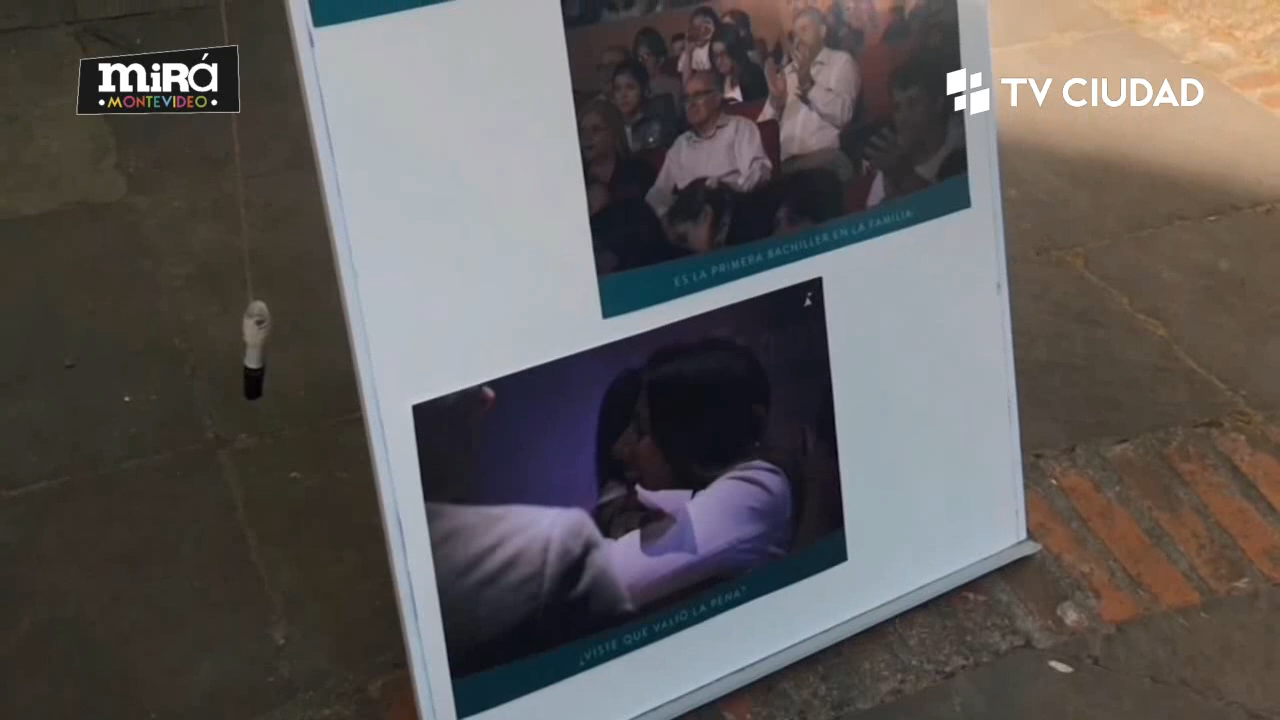 MIRÁ
MONTEVIDEO
TV CIUDAD
ES LA PRIMERA BACHILLER EN LA FAMILIA.
¿VISTE QUE VALIÓ LA PENA?